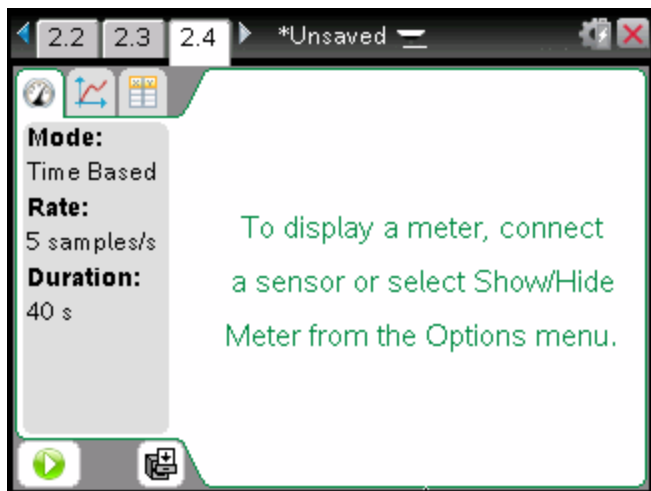 2.2 2.3 2.4 *Unsaved
Mode:
Time Based
Rate:
5 samples/s
Duration:
40 s
To display a meter, connect
a sensor or select Show/Hide
Meter from the Options menu.